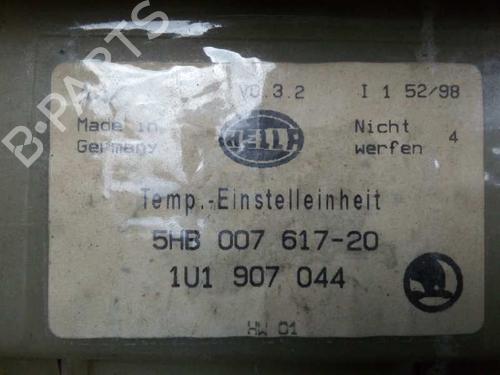 V0.3.2 I 1 52/98
Made in Germany
HELLA
Nicht werfen 4
Temp.-Einstelleinheit
5HB 007 617-20
1U1 907 044
HW 01
B-PARTS